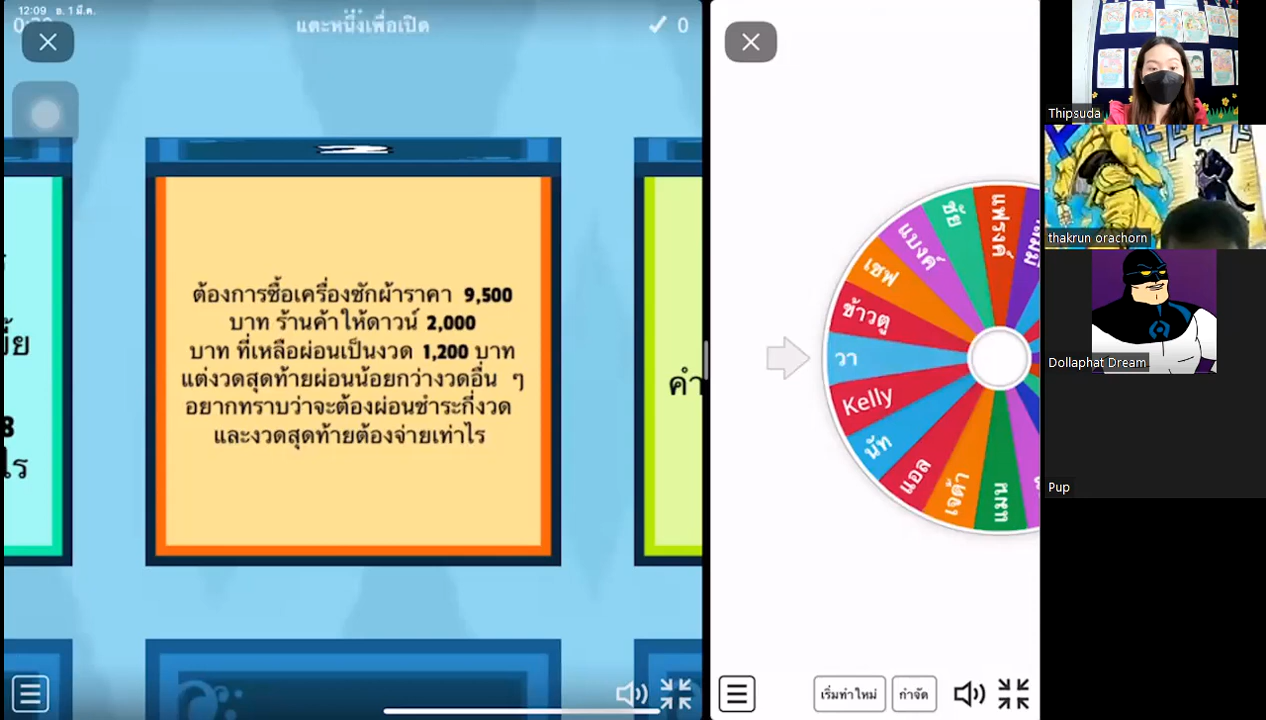 12:09 อ. 1 มี.ค.
แตะหนึ่งเพื่อเปิด
0
ต้องการซื้อเครื่องซักผ้าราคา 9,500
บาท ร้านค้าให้ดาวน์ 2,000
บาท ที่เหลือผ่อนเป็นงวด 1,200 บาท
แต่งวดสุดท้ายผ่อนน้อยกว่างวดอื่น ๆ
อยากทราบว่าจะต้องผ่อนชำระกี่งวด
และงวดสุดท้ายต้องจ่ายเท่าไร
8
คำ
แฟรงค์
ชัย
แบงค์
เชฟ
ข้าวตู
วา
Kelly
นัท
แอล
เจด้า
เริ่มทำใหม่
กำจัด
Thipsuda
thakrun orachorn
Dollaphat Dream
Pup